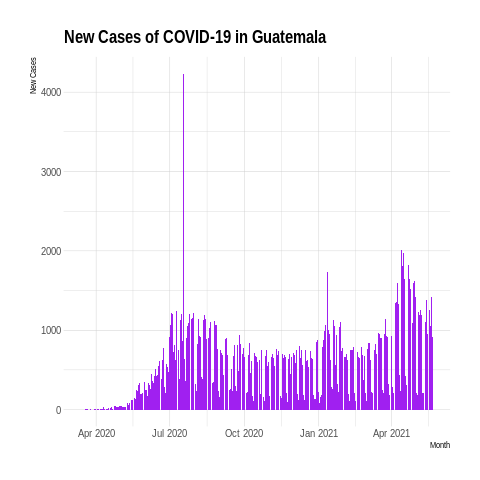 New Cases of COVID-19 in Guatemala
New Cases
4000
3000
2000
1000
0
Apr 2020 Jul 2020 Oct 2020 Jan 2021 Apr 2021
Month